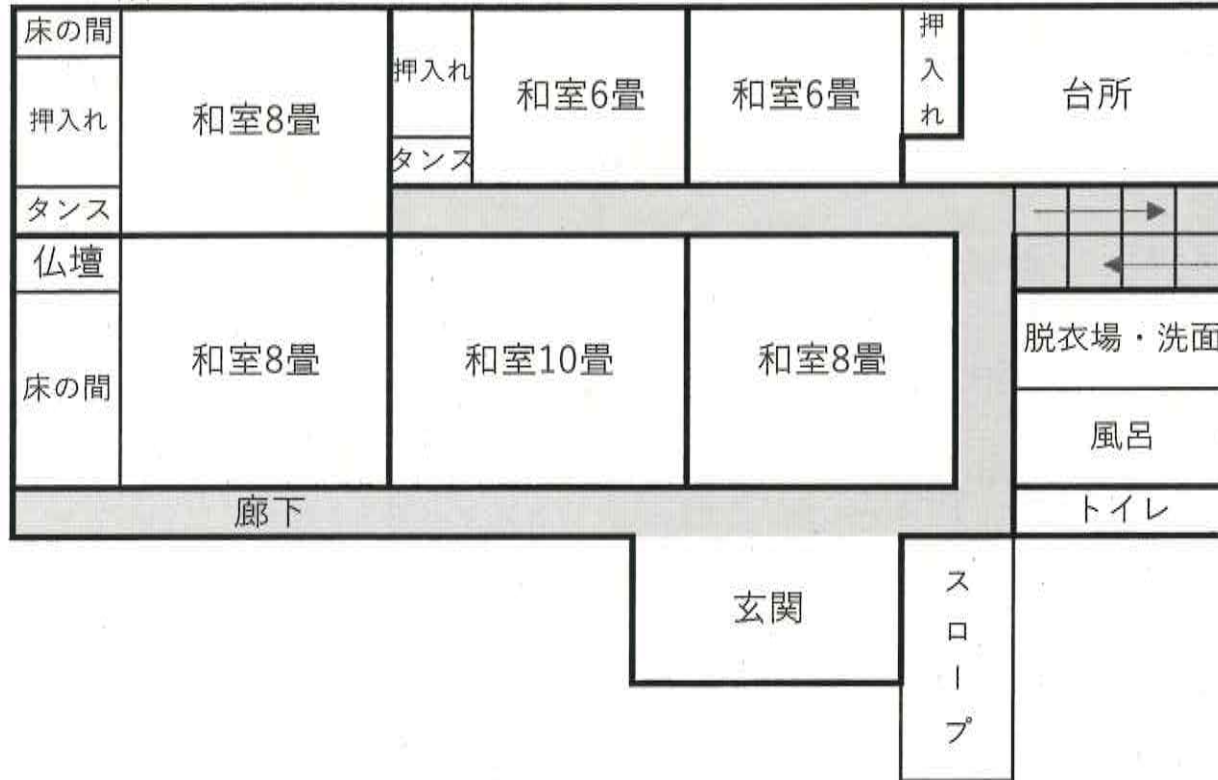 床の間
押入れ
タンス
和室8畳
押入れ
タンス
和室6畳
和室6畳
押入れ
台所
仏壇
床の間
和室8畳
和室10畳
和室8畳
脱衣場・洗面
風呂
トイレ
廊下
玄関
スロープ